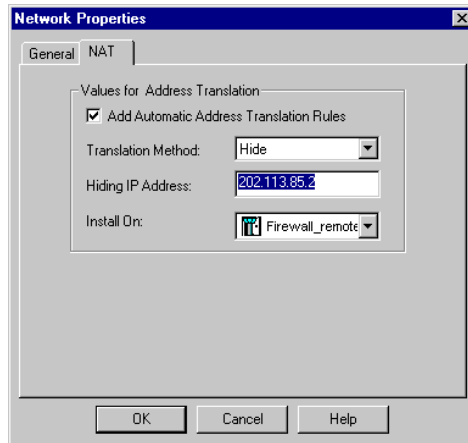 Network Properties
General NAT
Values for Address Translation
Add Automatic Address Translation Rules
Translation Method: Hide
Hiding IP Address: 202.113.85.2
Install On: Firewall_remote
OK Cancel Help